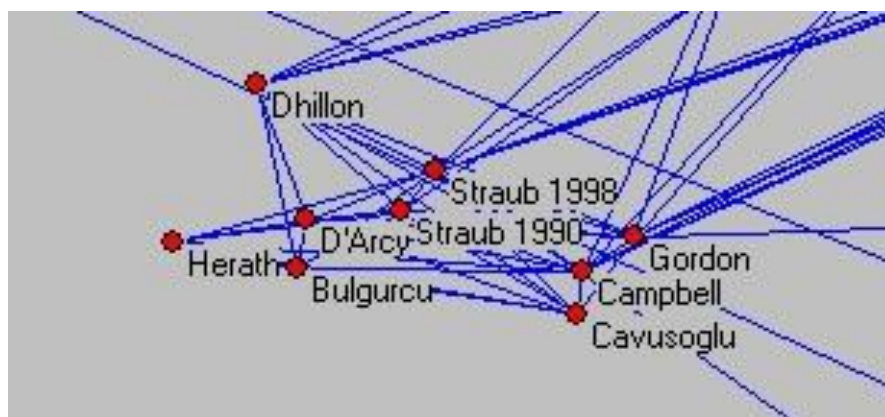 Dhillon
Straub 1998
D'Arcy
Straub 1990
Gordon
Herath
Bulgurcu
Campbell
Cavusoglu